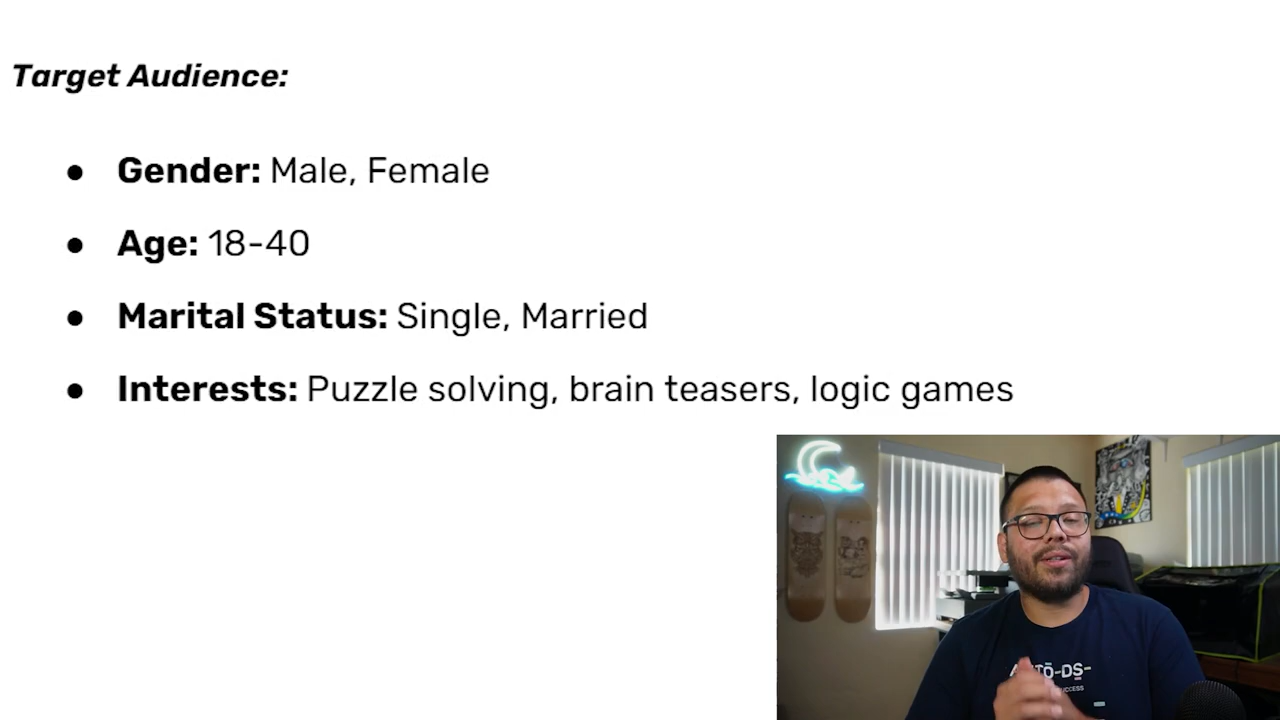 Target Audience:
● Gender: Male, Female
● Age: 18-40
● Marital Status: Single, Married
● Interests: Puzzle solving, brain teasers, logic games